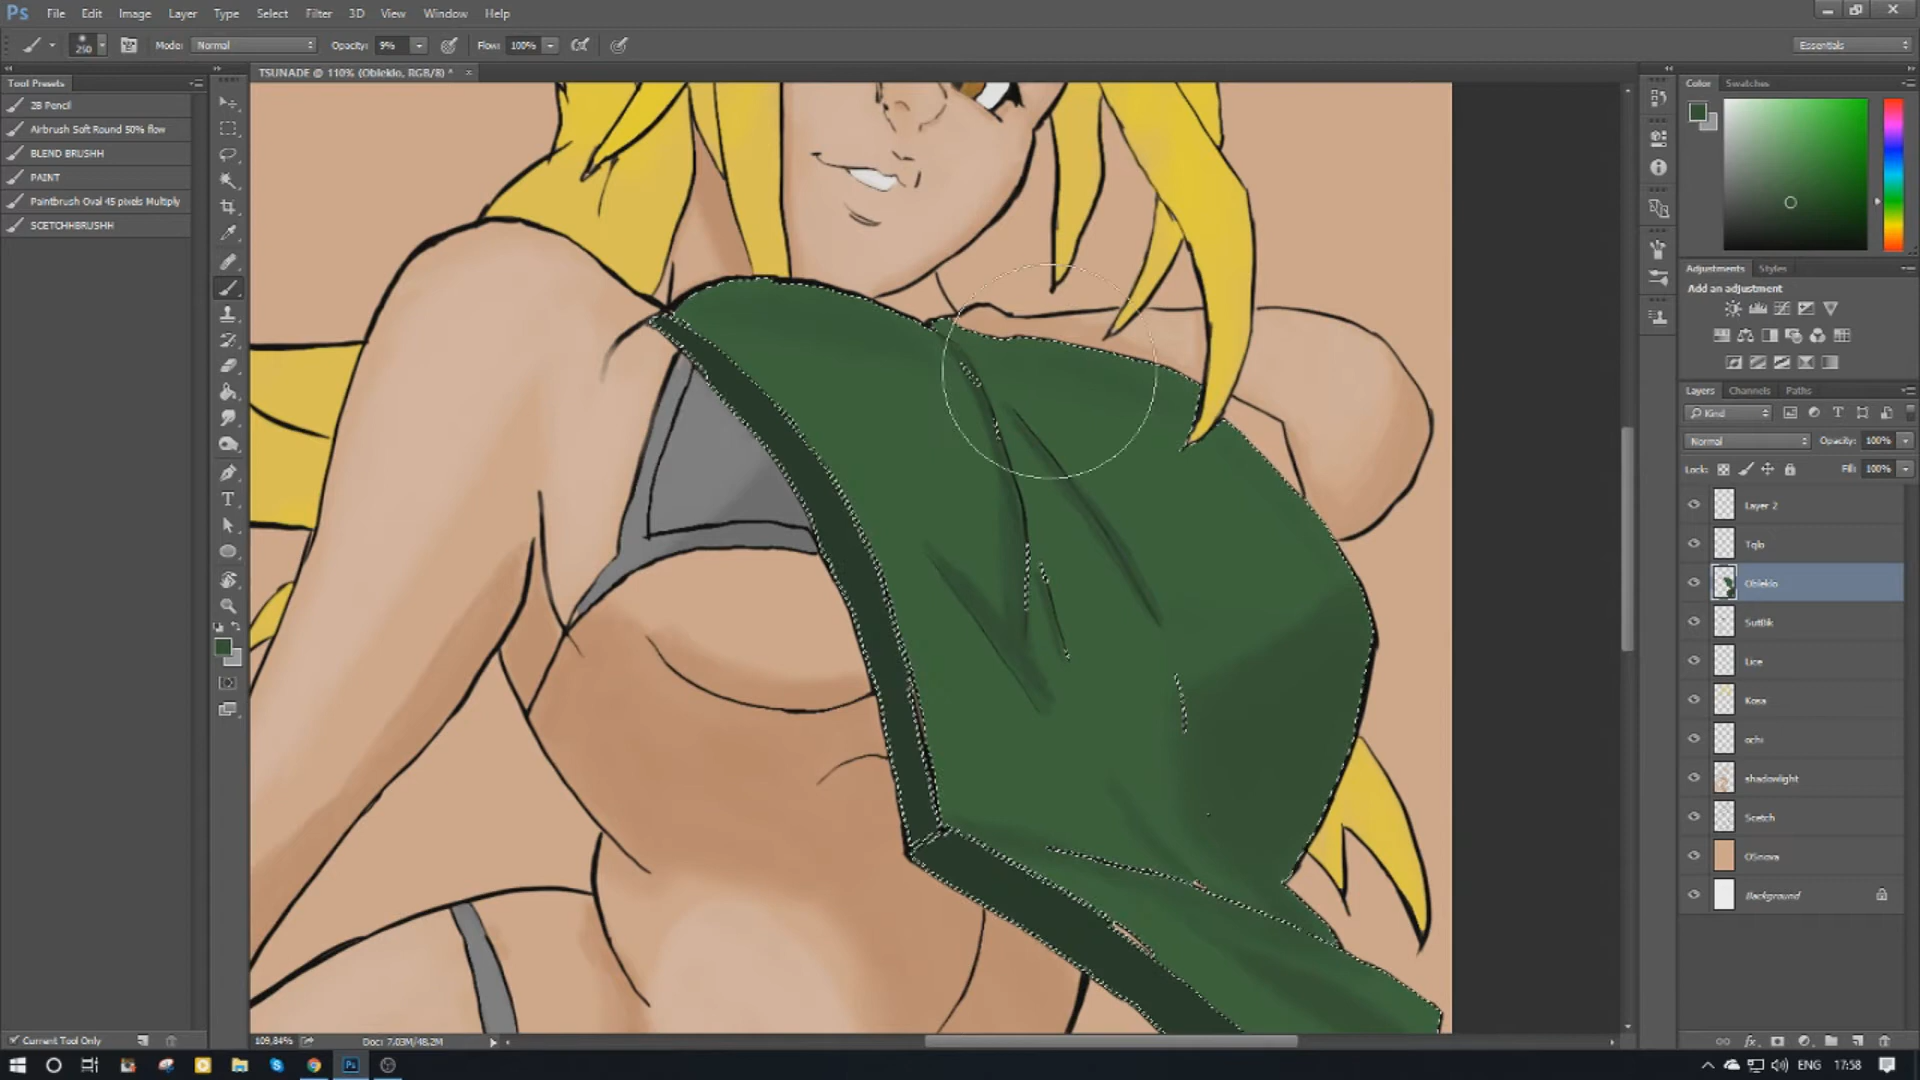 Ps File Edit Image Layer Type Select Filter 3D View Window Help
250 Mode: Normal Opacity: 9% Flow: 100% Essentials
TSUNADE @ 110% (Obleklo, RGB/8) * ×
Tool Presets
2B Pencil
Airbrush Soft Round 50% flow
BLEND BRUSHH
PAINT
Paintbrush Oval 45 pixels Multiply
SCETCHHBRUSHH
Color Swatches
Adjustments Styles
Add an adjustment
Layers Channels Paths
Kind
Normal Opacity: 100%
Lock: Fill: 100%
Layer 2
Tqlo
Obleklo
Sutbik
Lice
Kosa
ochi
shadowlight
Scetch
OSnova
Background
Current Tool Only
109,84% Doc: 7,03M/48,2M
ENG 17:58